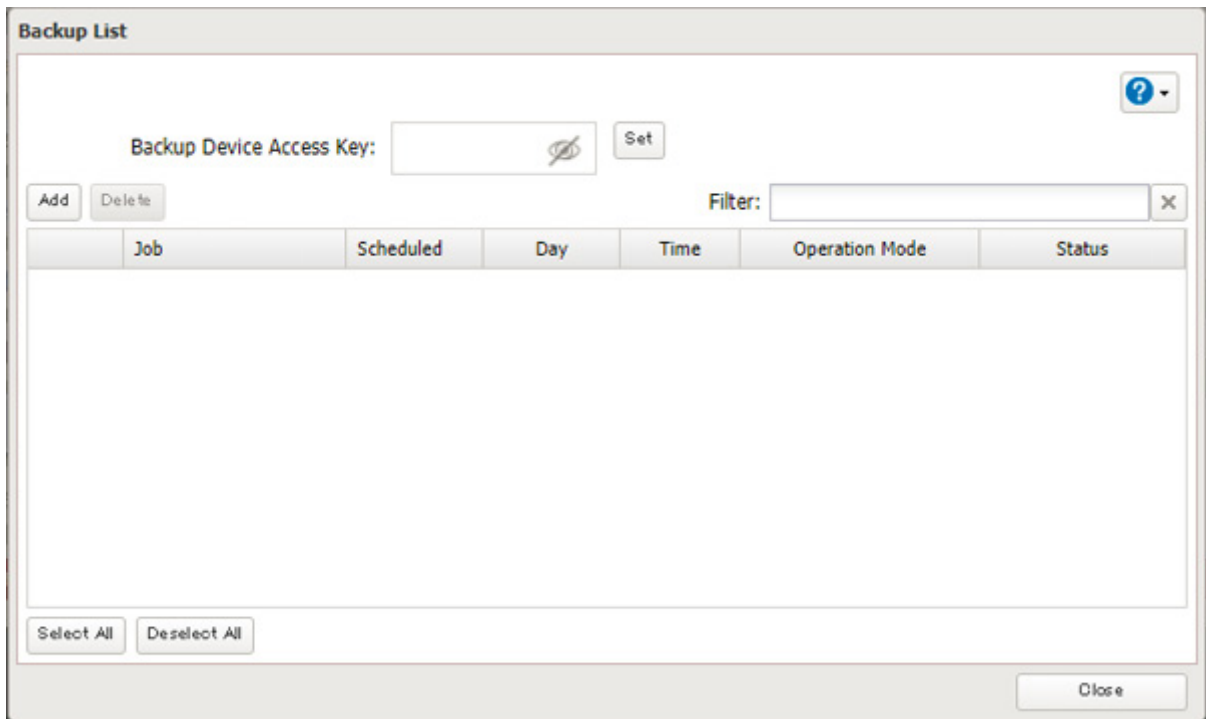 Backup List
?
Backup Device Access Key:
Set
Add Delete Filter:
Job Scheduled Day Time Operation Mode Status
Select All Deselect All
Close